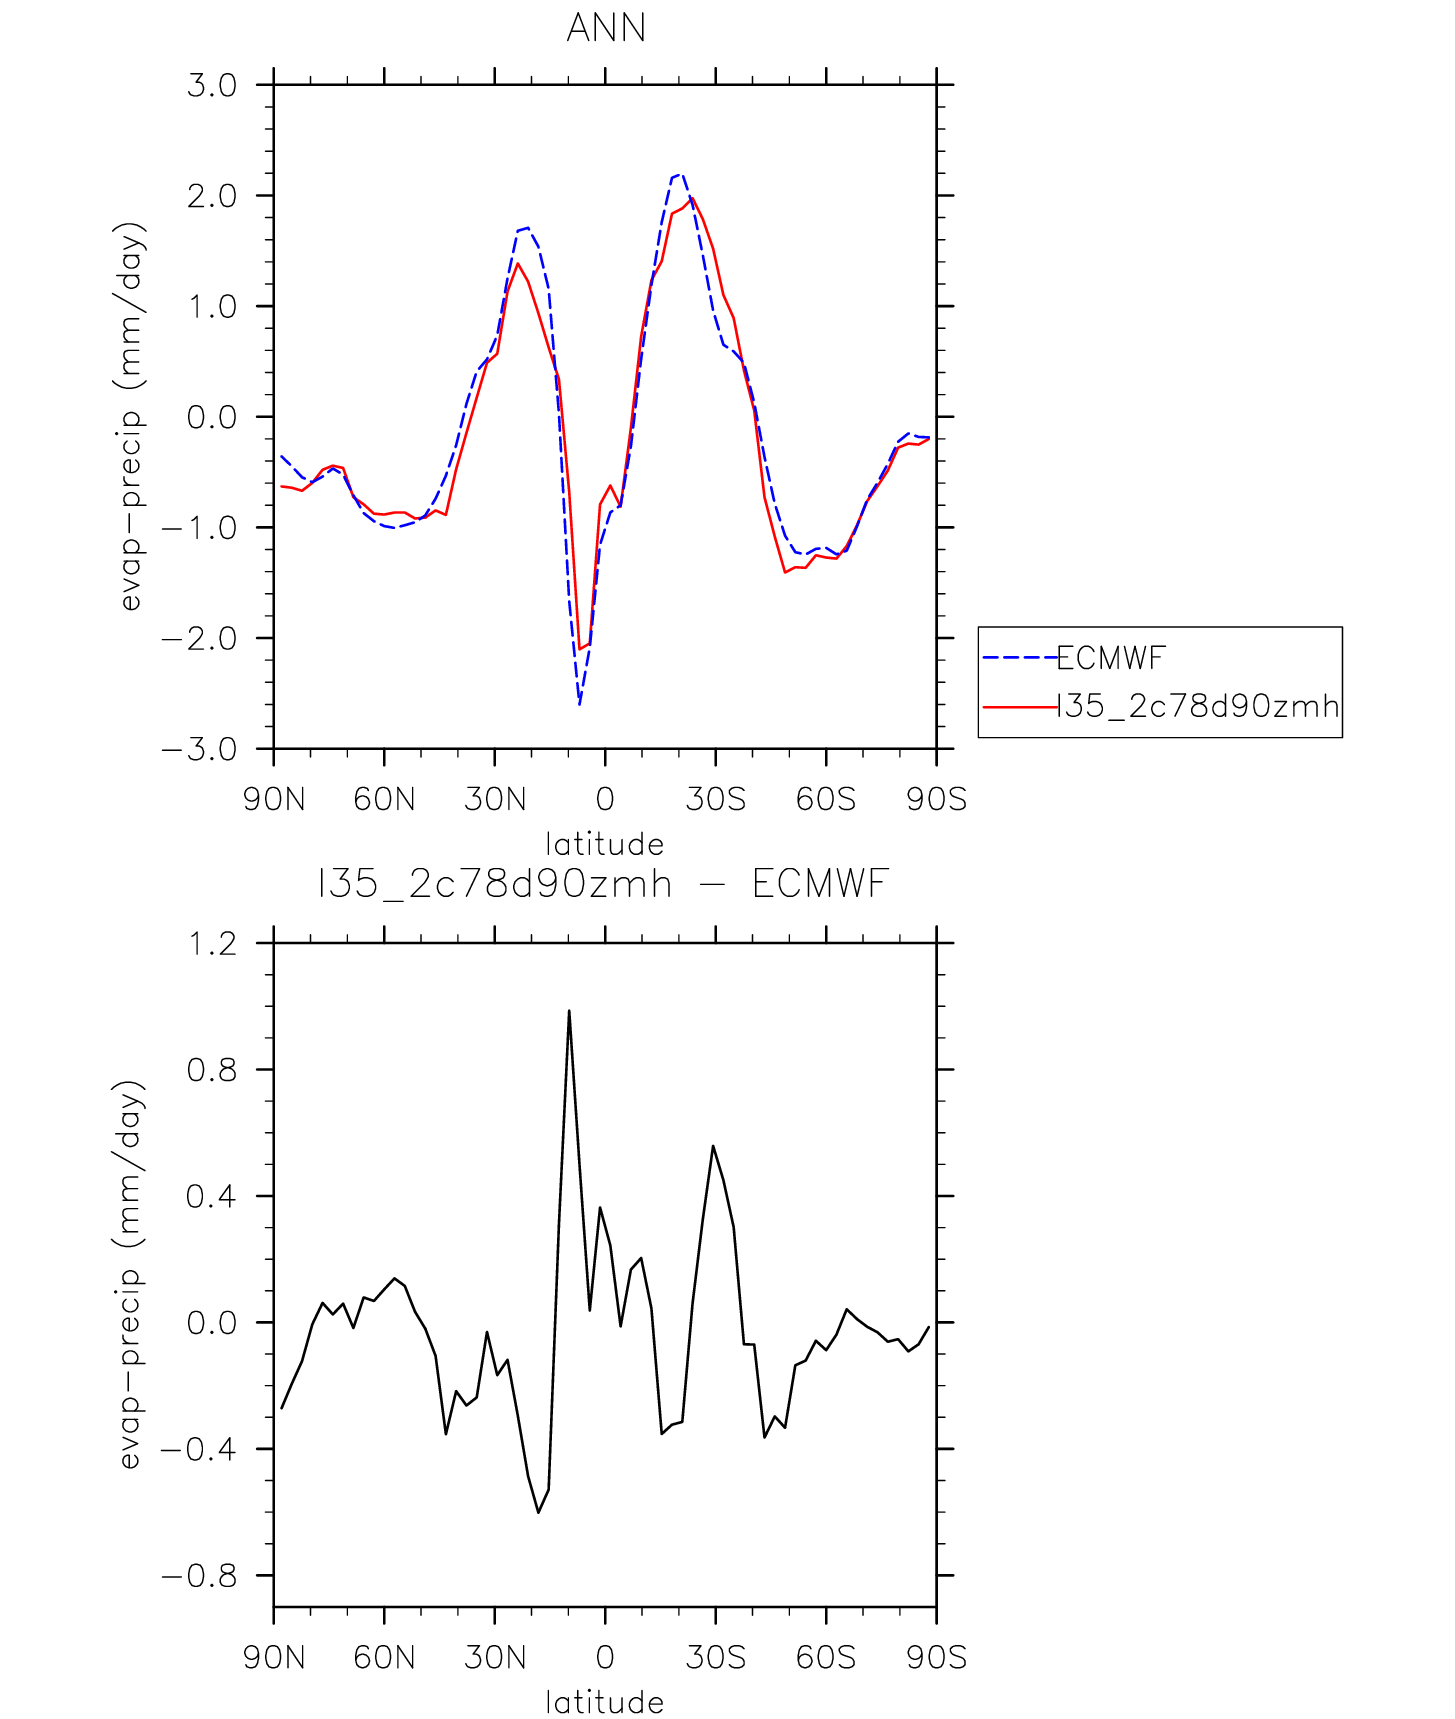 ANN
3.0
2.0
1.0
0.0
−1.0
−2.0
−3.0
evap−precip (mm/day)
90N 60N 30N 0 30S 60S 90S
latitude
ECMWF
I35_2c78d90zmh
I35_2c78d90zmh − ECMWF
1.2
0.8
0.4
0.0
−0.4
−0.8
evap−precip (mm/day)
90N 60N 30N 0 30S 60S 90S
latitude